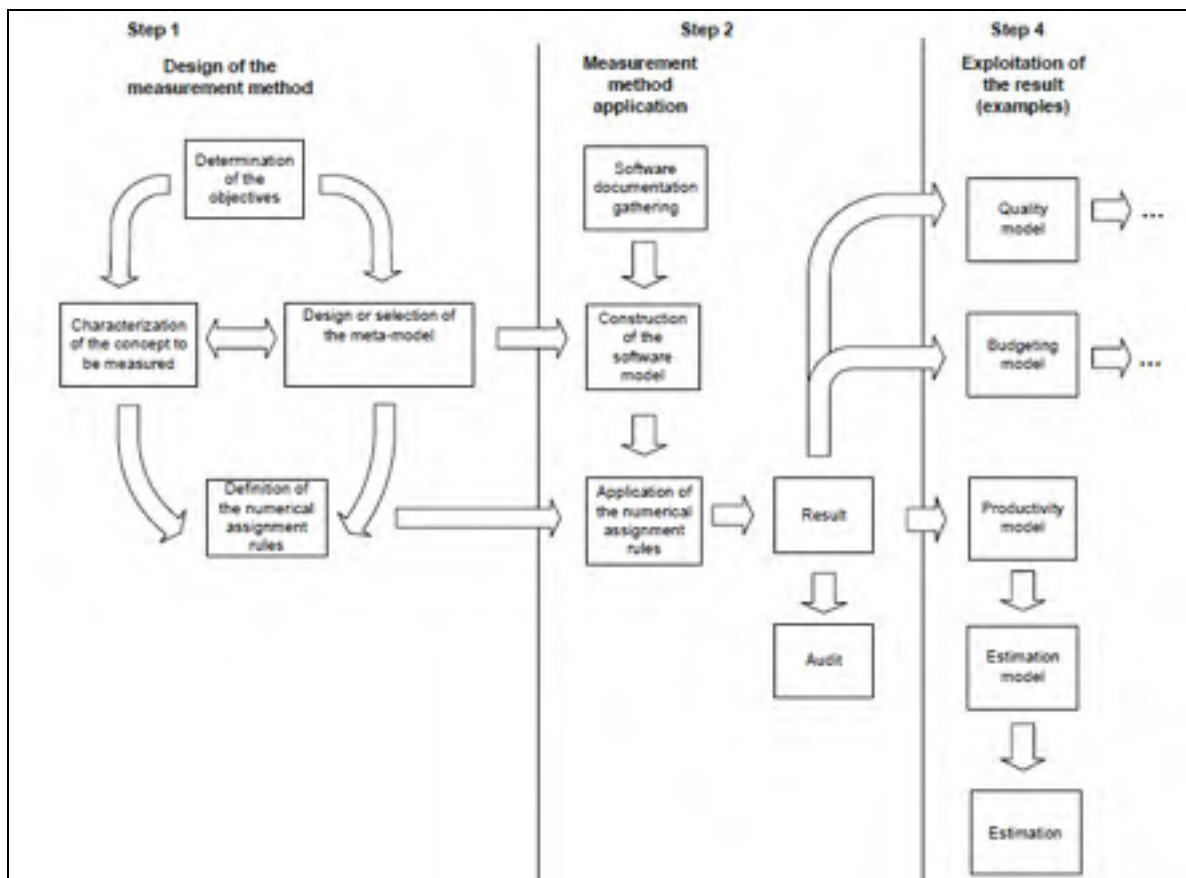 Step 1
Design of the
measurement method
Determination
of the
objectives
Characterization
of the concept to
be measured
Design or selection of
the meta-model
Definition of
the numerical
assignment
rules
Step 2
Measurement
method
application
Software
documentation
gathering
Construction
of the
software
model
Application of
the numerical
assignment
rules
Result
Audit
Step 4
Exploitation of
the result
(examples)
Quality
model
...
Budgeting
model
...
Productivity
model
Estimation
model
Estimation